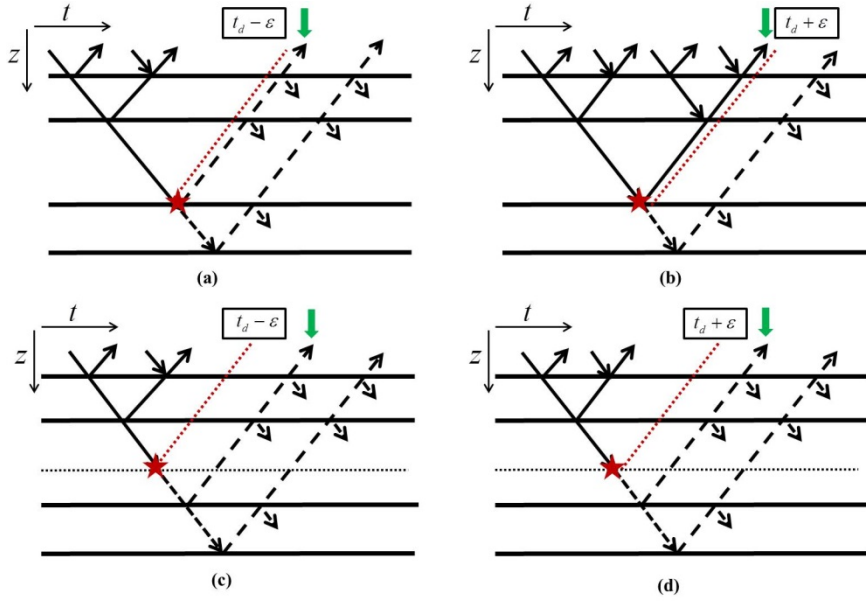 t
t_d − ε
z
(a)
t
t_d + ε
z
(b)
t
t_d − ε
z
(c)
t
t_d + ε
z
(d)